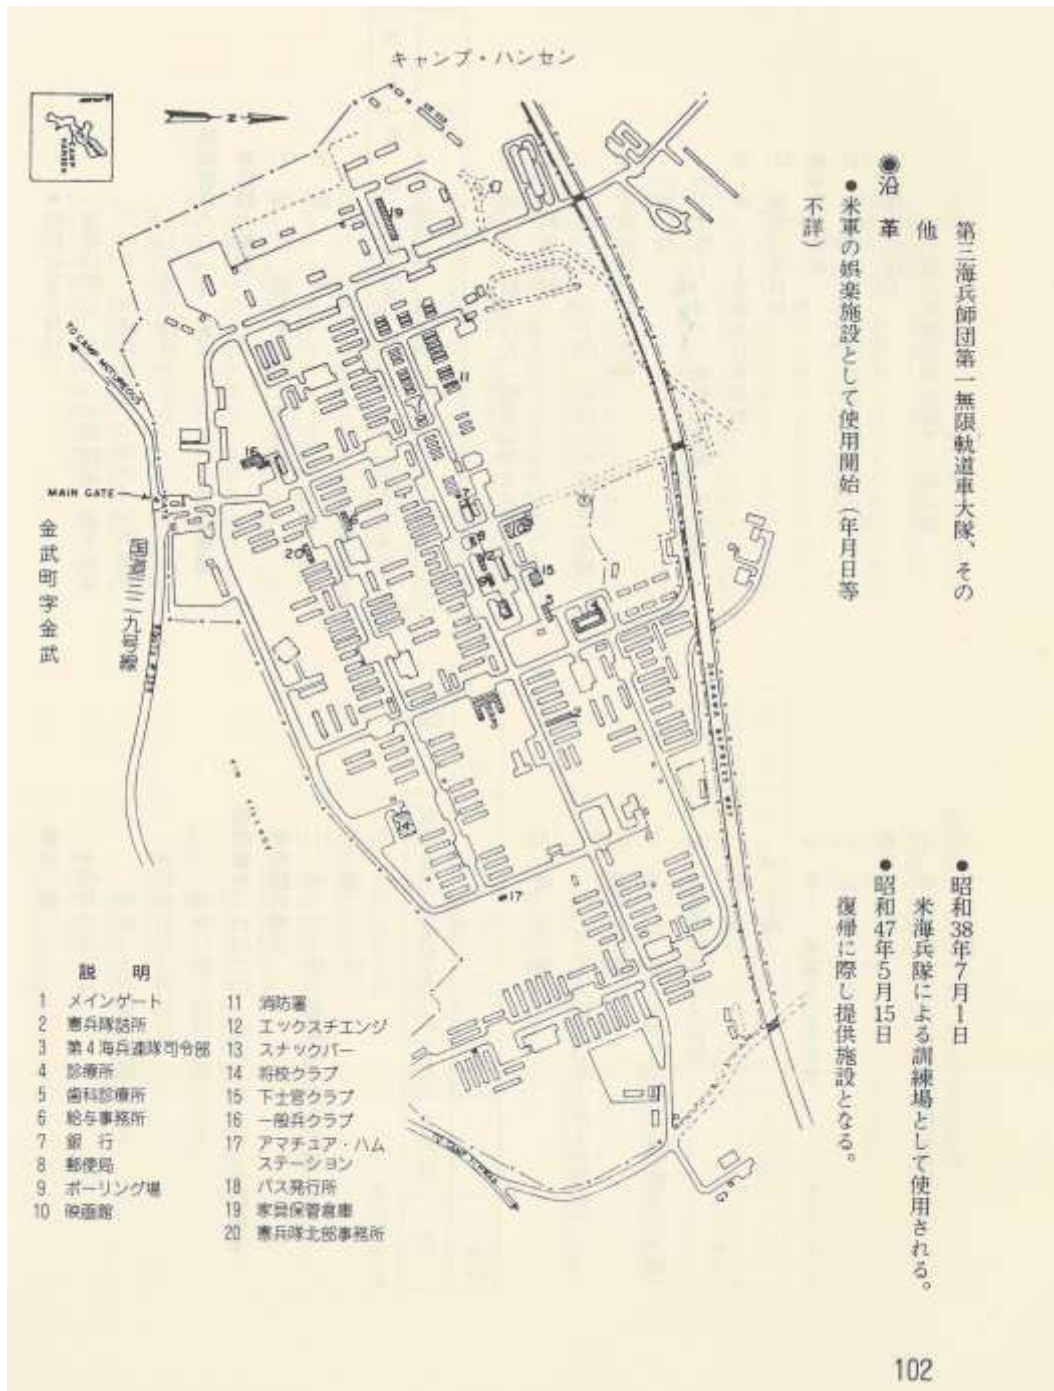 第三海兵師団第一無限軌道車大隊、その
他
◉沿革
●米軍の娯楽施設として使用開始（年月日等
不詳）
●昭和38年7月1日
米海兵隊による訓練場として使用される。
●昭和47年5月15日
復帰に際し提供施設となる。
キャンプ・ハンセン
CAMP
HANSEN
N
TO CAMP MCTUREOUS
MAIN GATE
金武町字金武
国道三二九号線
KIN VILLAGE
OKINAWA EXPRESS WAY
11
15
16
17
19
20
説明
1 メインゲート
2 憲兵隊詰所
3 第4海兵連隊司令部
4 診療所
5 歯科診療所
6 給与事務所
7 銀行
8 郵便局
9 ボーリング場
10 映画館
11 消防署
12 エックスチエンジ
13 スナックバー
14 将校クラブ
15 下士官クラブ
16 一般兵クラブ
17 アマチュア・ハム
ステーション
18 パス発行所
19 家具保管倉庫
20 憲兵隊北部事務所
102